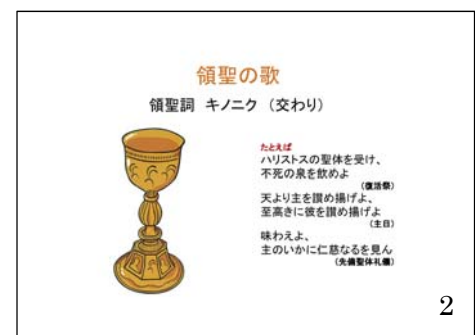 領聖の歌
領聖詞 キノニク (交わり)
たとえば
ハリストスの聖体を受け、
不死の泉を飲めよ
(復活祭)
天より主を讃め揚げよ、
至高きに彼を讃め揚げよ
(主日)
味わえよ、
主のいかに仁慈なるを見ん
(先備聖体礼儀)
2